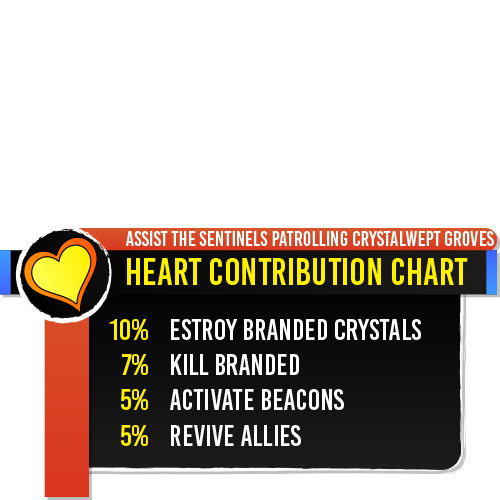 ASSIST THE SENTINELS PATROLLING CRYSTALWEPT GROVES
HEART CONTRIBUTION CHART
10% ESTROY BRANDED CRYSTALS
7% KILL BRANDED
5% ACTIVATE BEACONS
5% REVIVE ALLIES